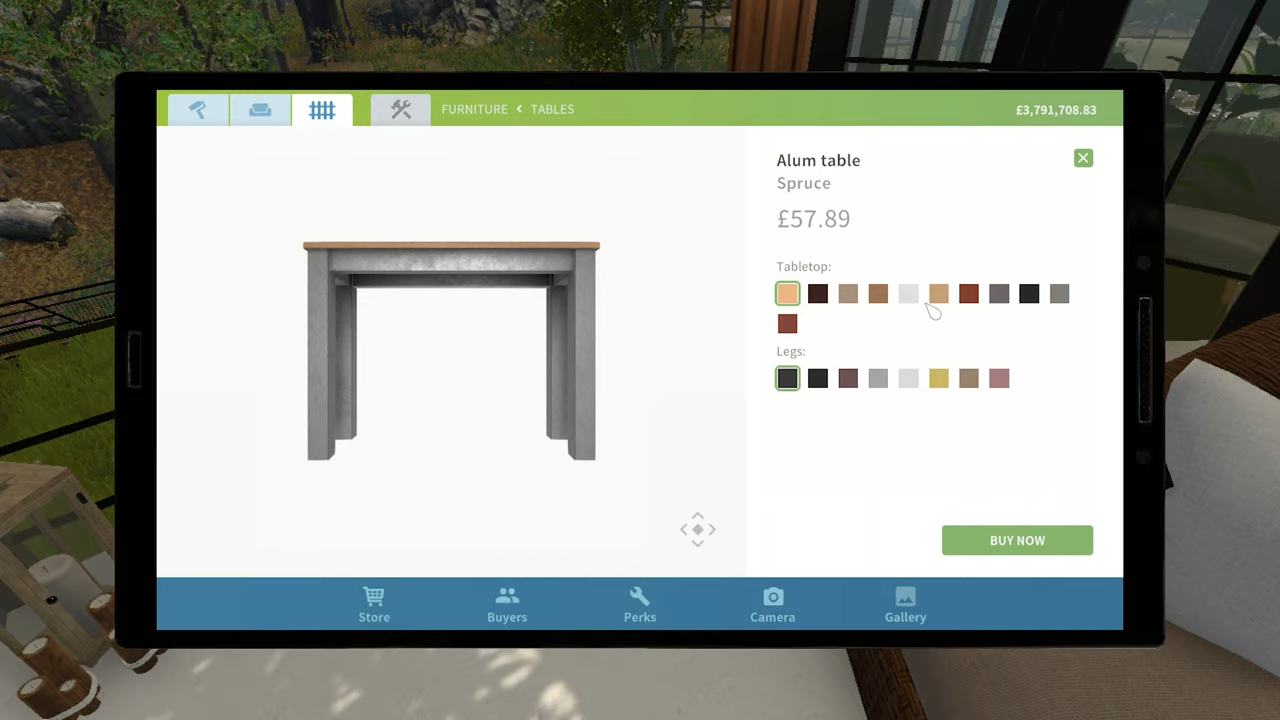 FURNITURE < TABLES
£3,791,708.83
Alum table
Spruce
£57.89
Tabletop:
Legs:
BUY NOW
Store
Buyers
Perks
Camera
Gallery